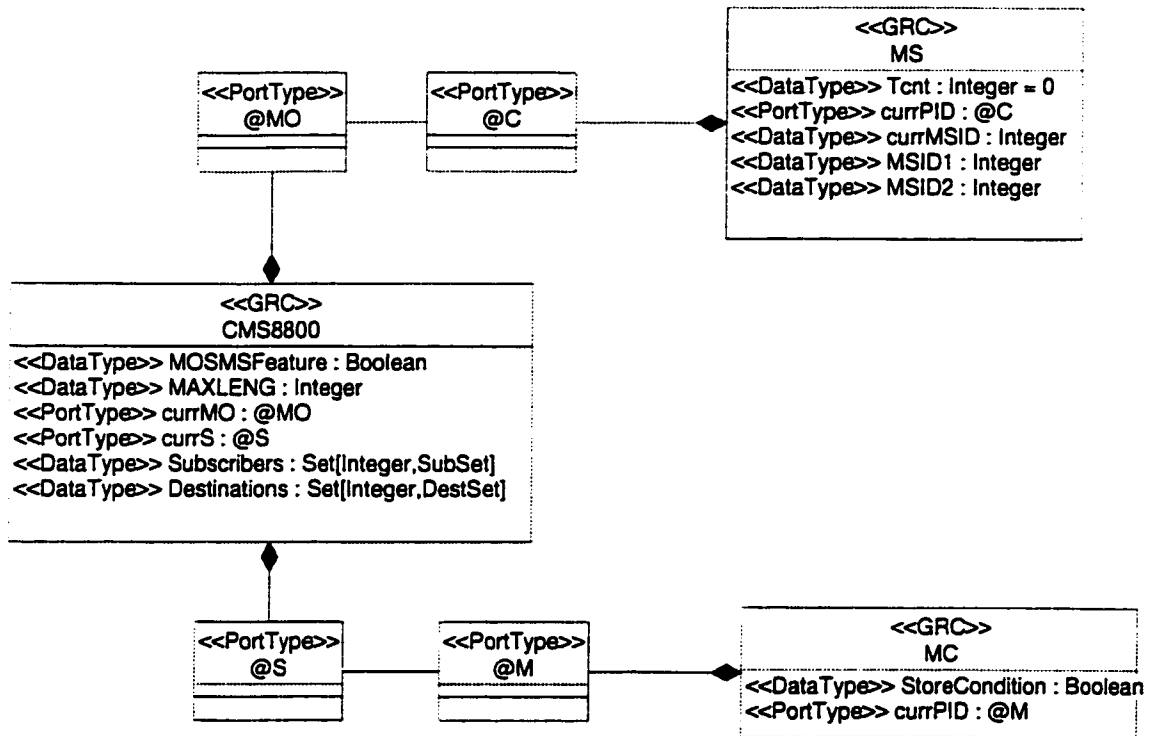 <<GRC>>
MS
<<DataType>> Tcnt : Integer = 0
<<PortType>> currPID : @C
<<DataType>> currMSID : Integer
<<DataType>> MSID1 : Integer
<<DataType>> MSID2 : Integer
<<PortType>>
@MO
<<PortType>>
@C
<<GRC>>
CMS8800
<<DataType>> MOSMSFeature : Boolean
<<DataType>> MAXLENG : Integer
<<PortType>> currMO : @MO
<<PortType>> currS : @S
<<DataType>> Subscribers : Set[Integer,SubSet]
<<DataType>> Destinations : Set[Integer,DestSet]
<<PortType>>
@S
<<PortType>>
@M
<<GRC>>
MC
<<DataType>> StoreCondition : Boolean
<<PortType>> currPID : @M